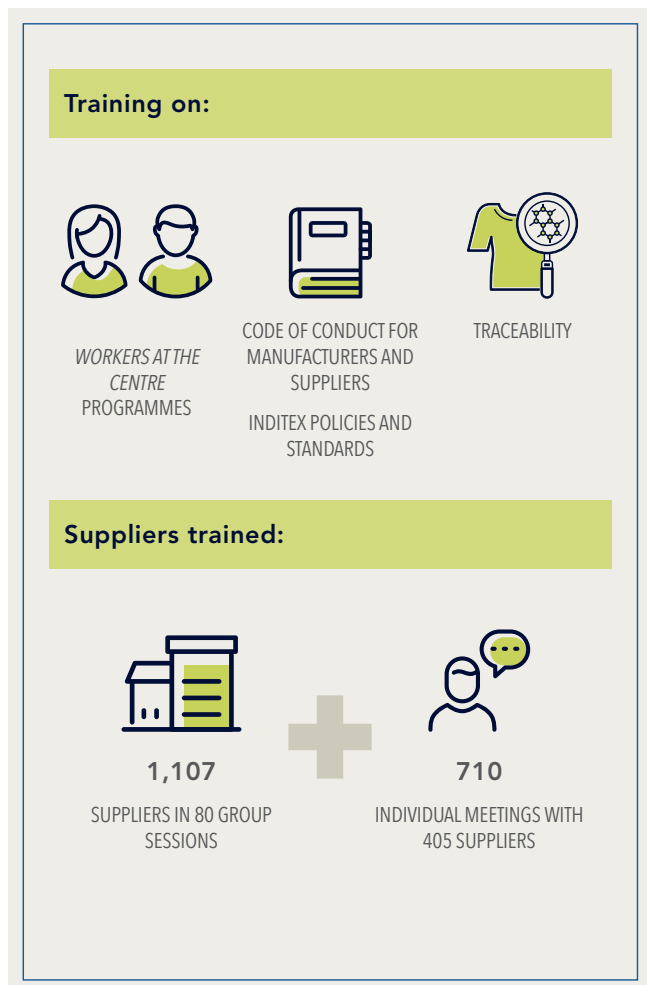 Training on:
WORKERS AT THE
CENTRE
PROGRAMMES
CODE OF CONDUCT FOR
MANUFACTURERS AND
SUPPLIERS
INDITEX POLICIES AND
STANDARDS
TRACEABILITY
Suppliers trained:
1,107
SUPPLIERS IN 80 GROUP
SESSIONS
710
INDIVIDUAL MEETINGS WITH
405 SUPPLIERS